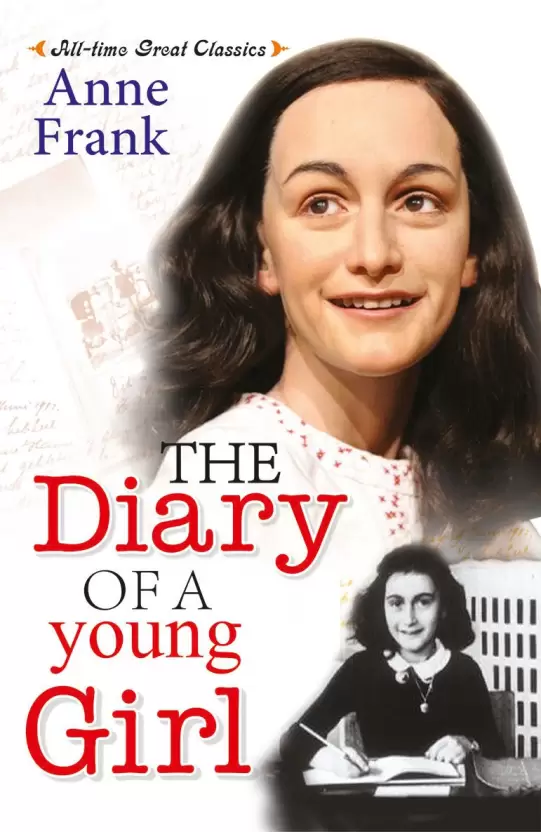 All-time Great Classics
Anne
Frank
THE
Diary
OF A
young
Girl